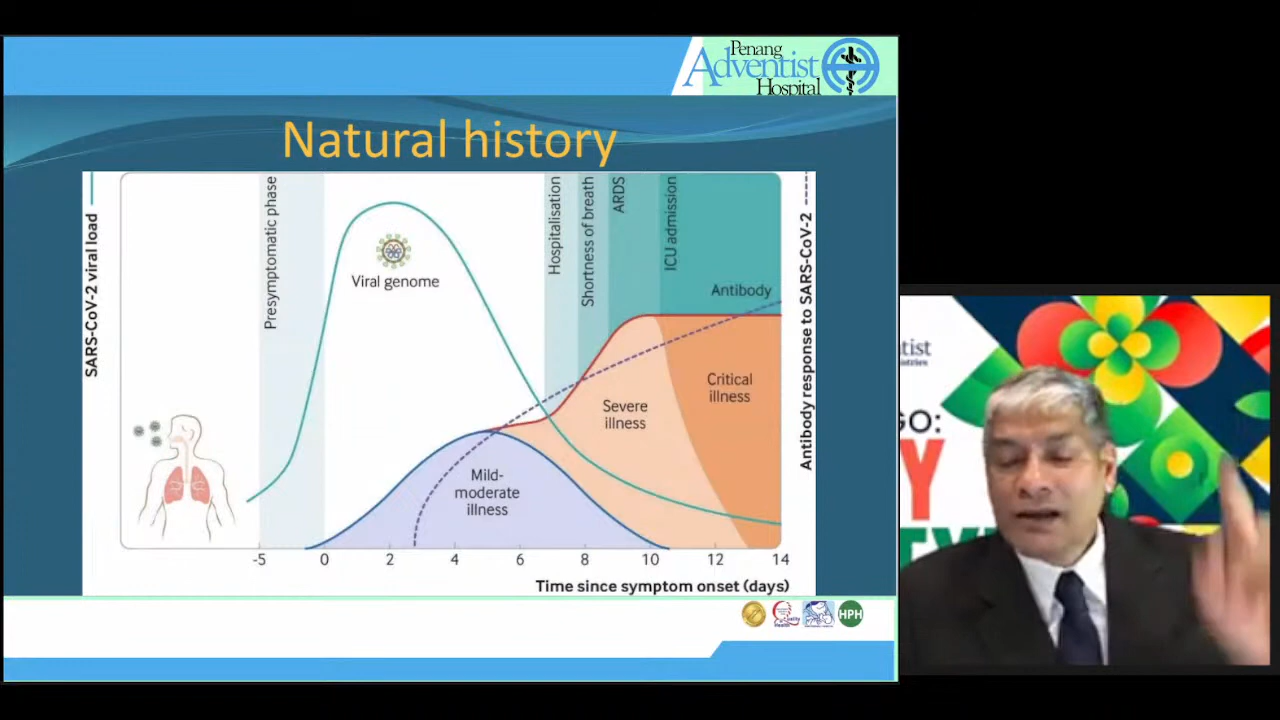 Penang
Adventist
Hospital
Natural history
SARS-CoV-2 viral load
Presymptomatic phase
Viral genome
Hospitalisation
Shortness of breath
ARDS
ICU admission
Antibody
Antibody response to SARS-CoV-2
Mild-
moderate
illness
Severe
illness
Critical
illness
-5 0 2 4 6 8 10 12 14
Time since symptom onset (days)
HPH
tist
GO:
Y